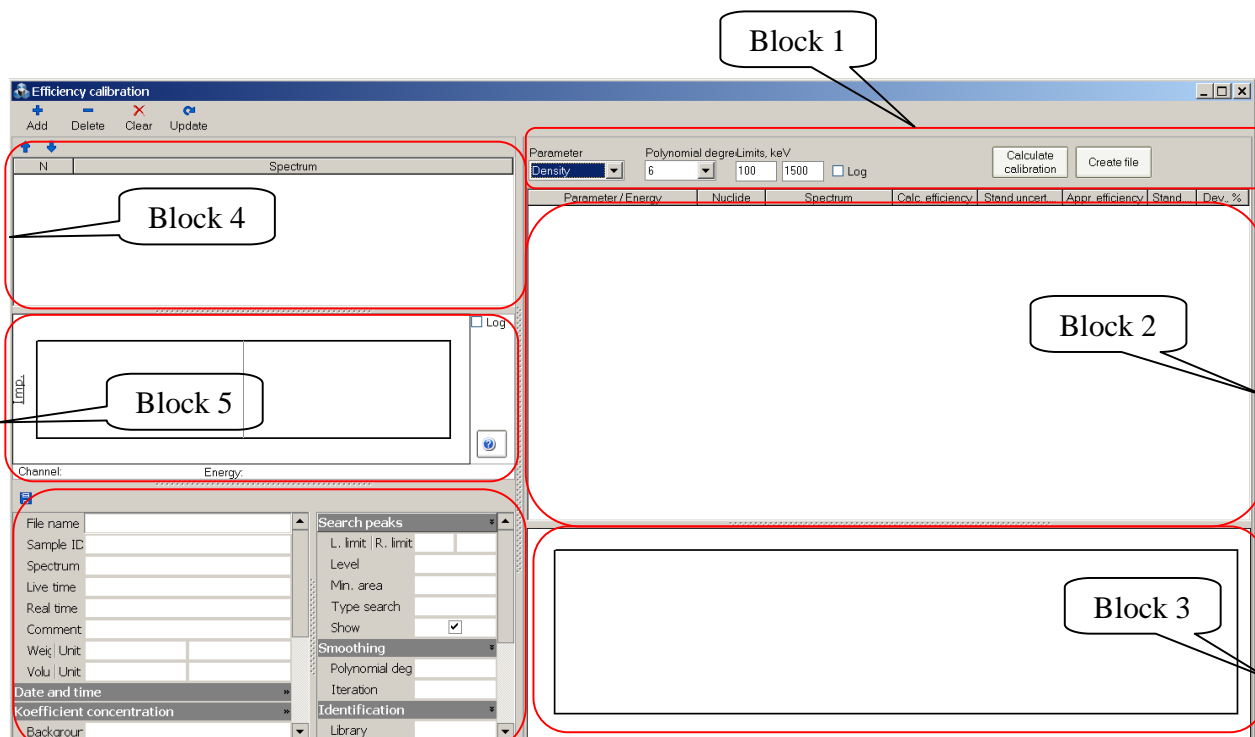 Block 1
Efficiency calibration
Add Delete Clear Update
N Spectrum
Block 4
Parameter Polynomial degre Limits, keV
Density 6 100 1500 Log
Calculate calibration
Create file
Parameter / Energy Nuclide Spectrum Calc. efficiency Stand.uncert... Appr. efficiency Stand... Dev., %
Block 2
Log
Imp.
Block 5
Channel: Energy:
File name
Sample ID
Spectrum
Live time
Real time
Comment
Weig Unit
Volu Unit
Date and time
Koefficient concentration
Backgrour
Search peaks
L. limit R. limit
Level
Min. area
Type search
Show
Smoothing
Polynomial deg
Iteration
Identification
Library
Block 3